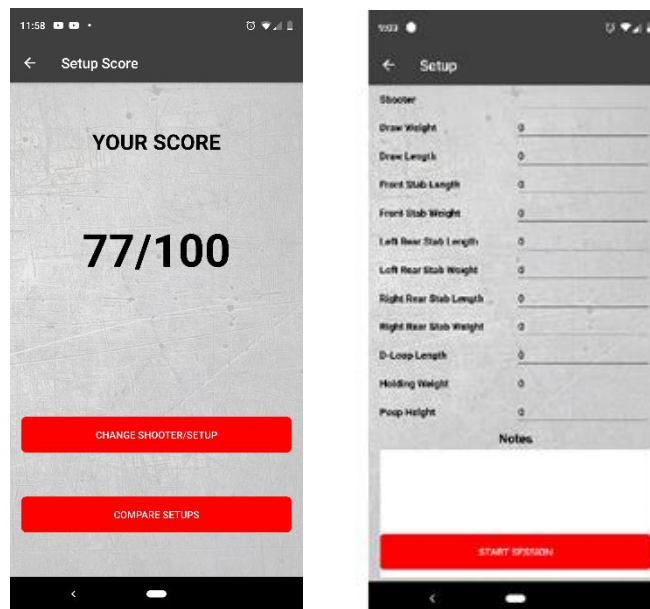 11:58
Setup Score
YOUR SCORE
77/100
CHANGE SHOOTER/SETUP
COMPARE SETUPS
9:03
Setup
Shooter
Draw Weight 0
Draw Length 0
Front Stab Length 0
Front Stab Weight 0
Left Rear Stab Length 0
Left Rear Stab Weight 0
Right Rear Stab Length 0
Right Rear Stab Weight 0
D-Loop Length 0
Holding Weight 0
Peep Height 0
Notes
START SESSION